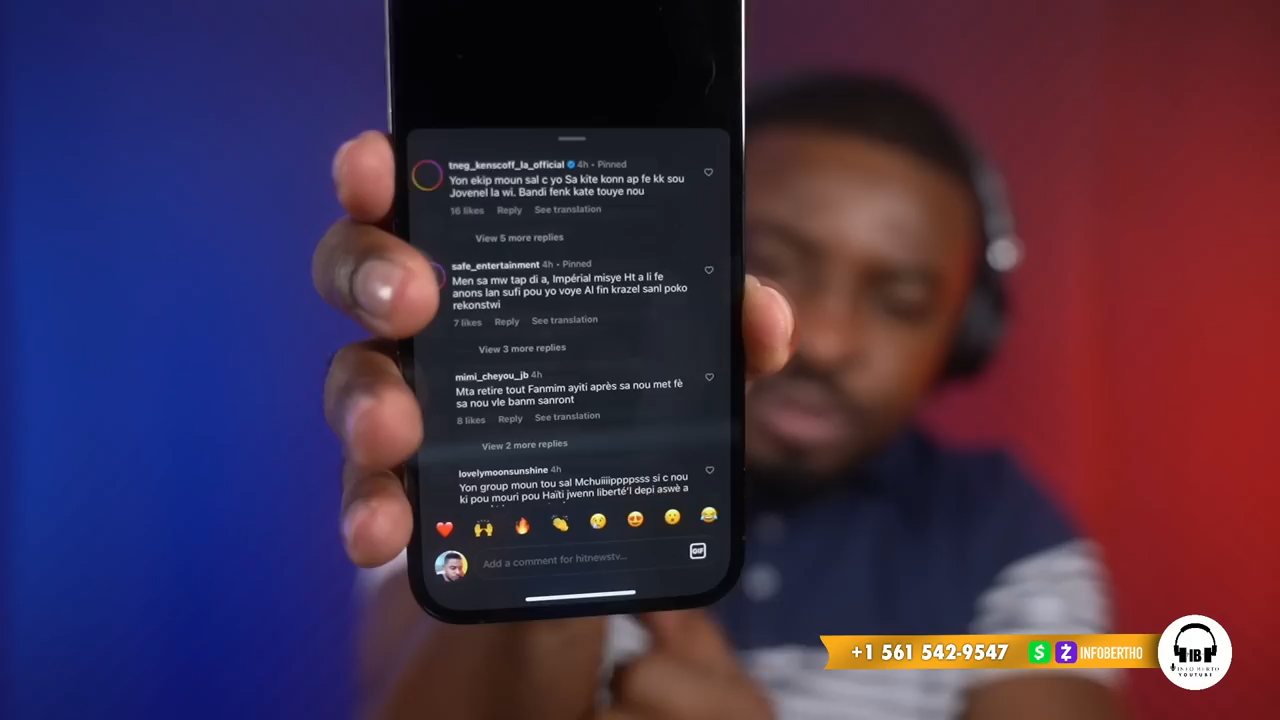 tneg_kenscoff_la_official 4h • Pinned
Yon ekip moun sal c yo Sa kite konn ap fe kk sou
Jovenel la wi. Bandi fenk kate touye nou
16 likes Reply See translation
View 5 more replies
safe_entertainment 4h • Pinned
Men sa mw tap di a, Impérial misye Ht a li fe
anons lan sufi pou yo voye Al fin krazel sanl poko
rekonstwi
7 likes Reply See translation
View 3 more replies
mimi_cheyou_jb 4h
Mta retire tout Fanmim ayiti après sa nou met fè
sa nou vle banm sanront
8 likes Reply See translation
View 2 more replies
lovelymoonsunshine 4h
Yon group moun tou sal Mchuiiiippppsss si c nou
ki pou mouri pou Haïti jwenn liberté'l depi aswè a
Add a comment for hitnewstv...
GIF
+1 561 542-9547 $ Z INFOBERTHO
IB
INFO BERTO
YOUTUBE